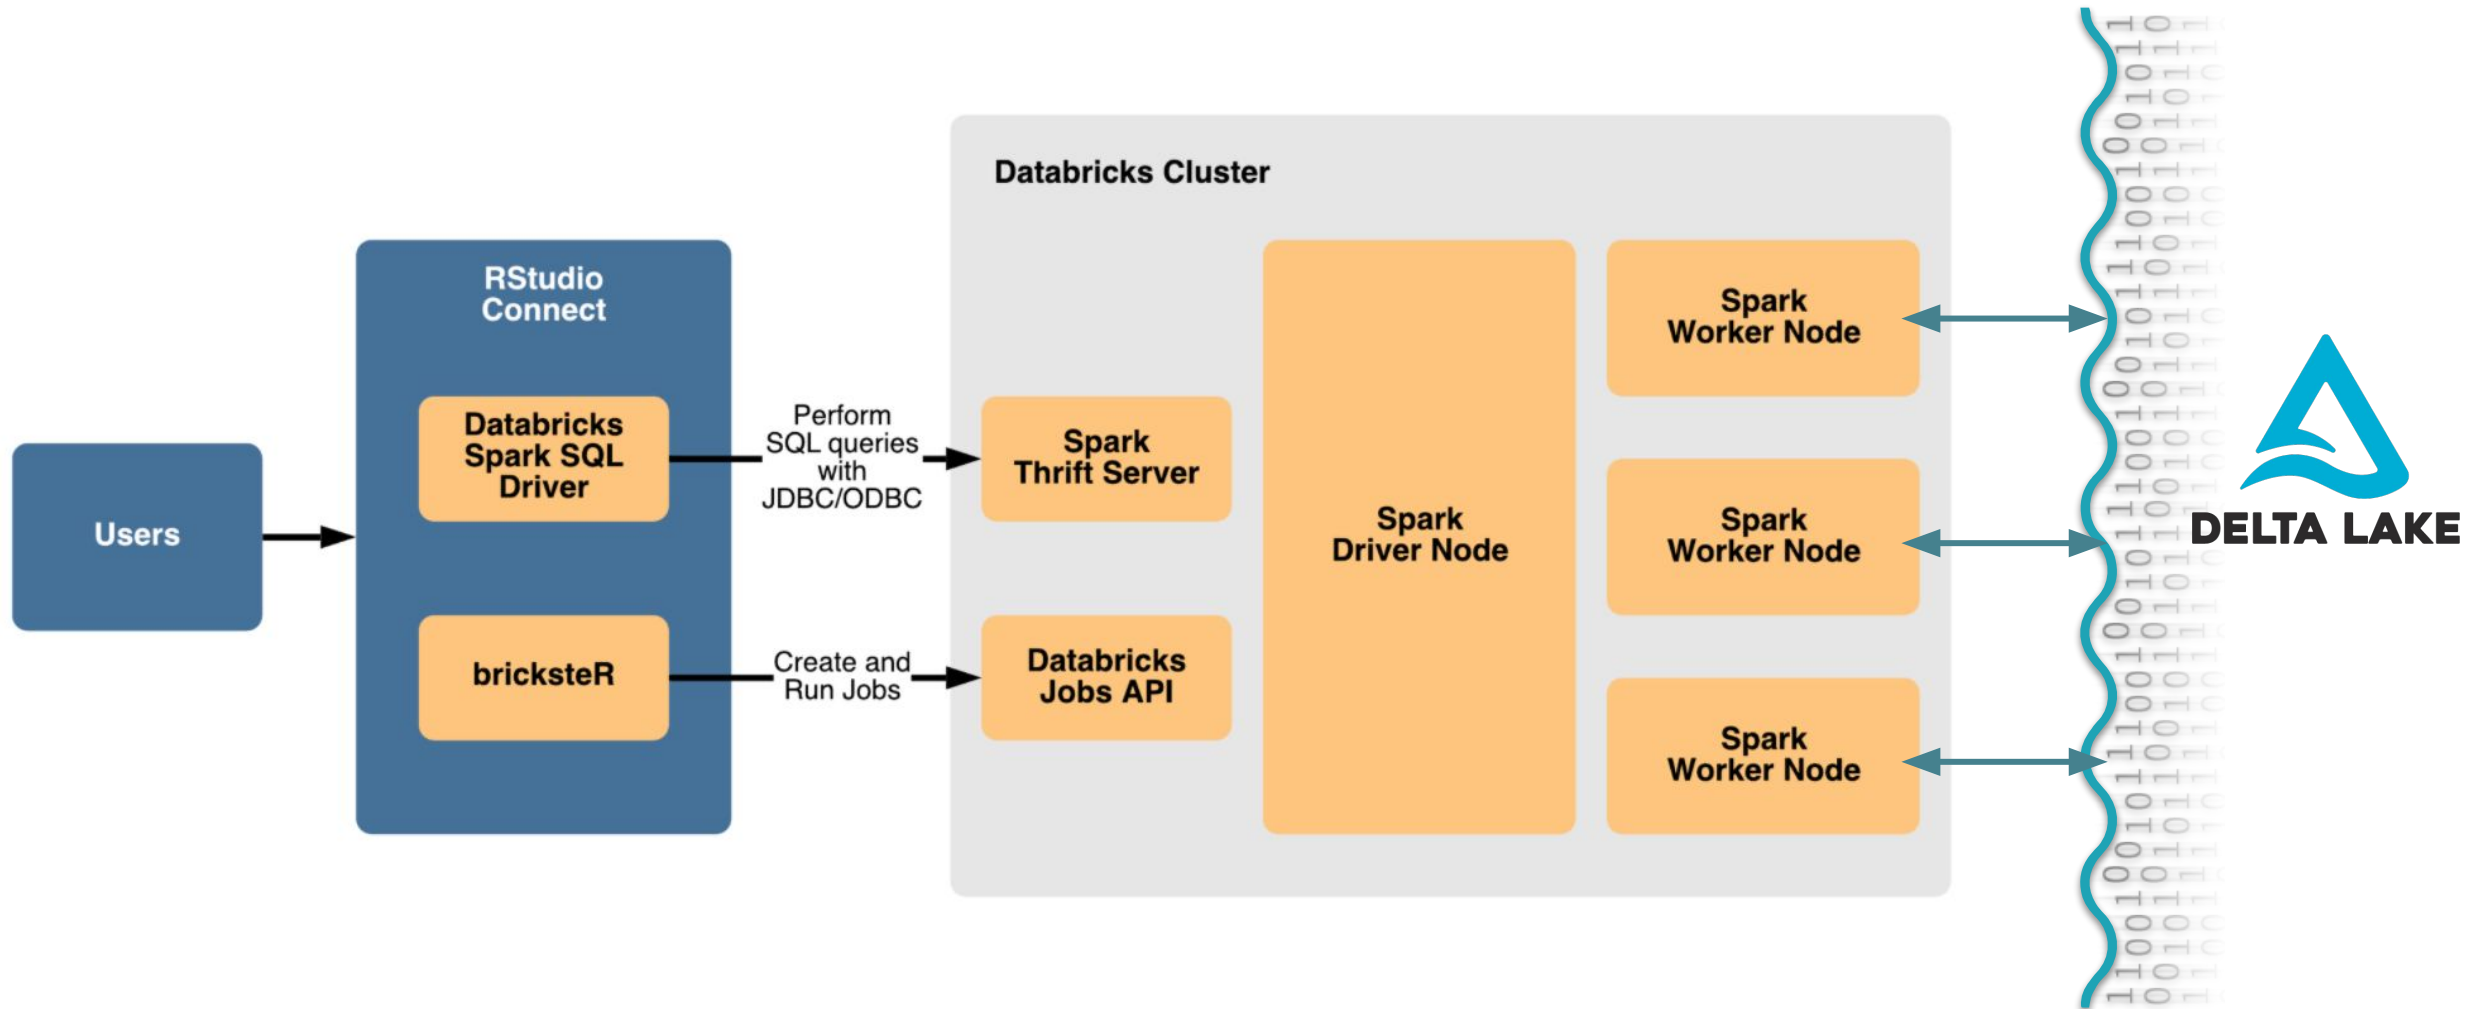 Databricks Cluster
RStudio
Connect
Users
Databricks
Spark SQL
Driver
Perform
SQL queries
with
JDBC/ODBC
Spark
Thrift Server
bricksteR
Create and
Run Jobs
Databricks
Jobs API
Spark
Driver Node
Spark
Worker Node
Spark
Worker Node
Spark
Worker Node
DELTA LAKE